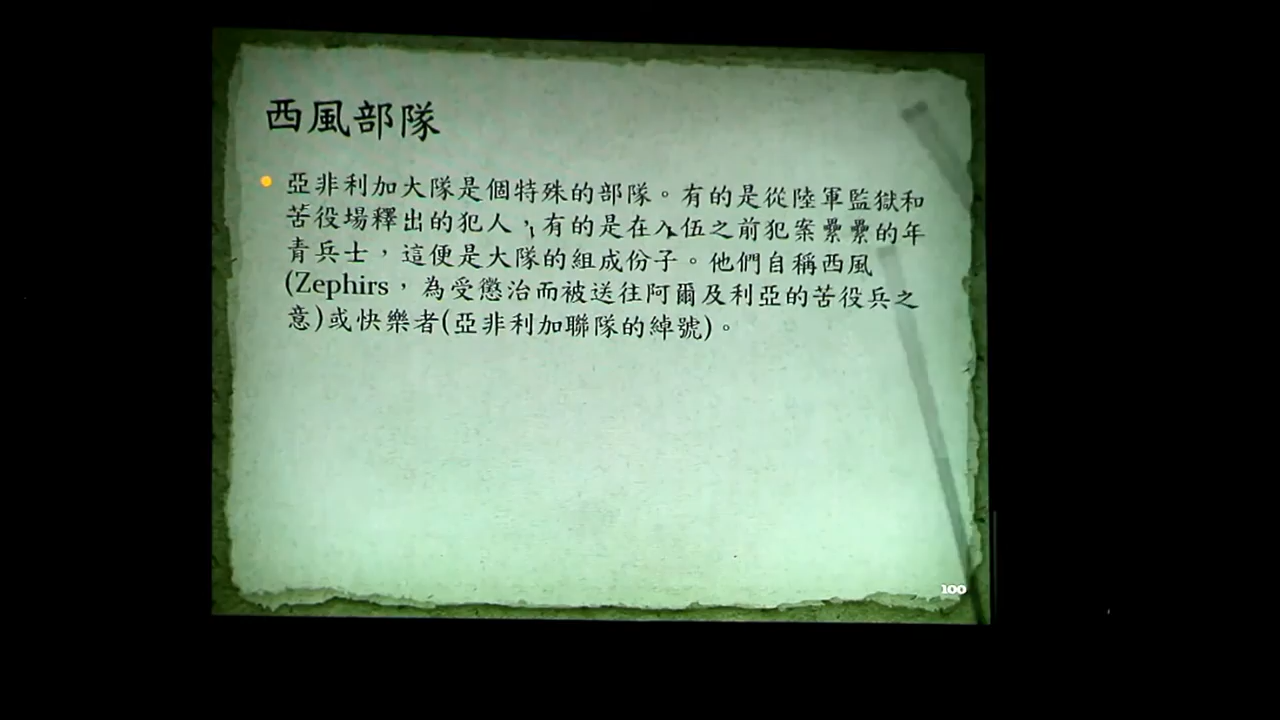 西風部隊
亞非利加大隊是個特殊的部隊。有的是從陸軍監獄和
苦役場釋出的犯人，有的是在入伍之前犯案纍纍的年
青兵士，這便是大隊的組成份子。他們自稱西風
(Zephirs，為受懲治而被送往阿爾及利亞的苦役兵之
意)或快樂者(亞非利加聯隊的綽號)。
100